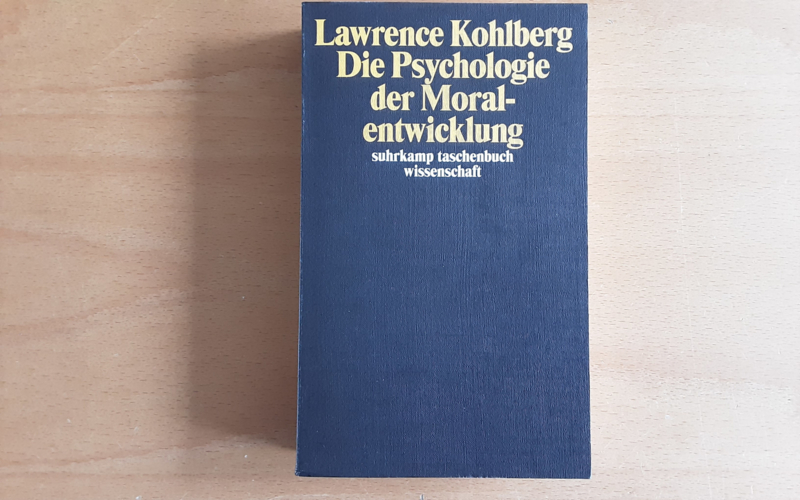 Lawrence Kohlberg
Die Psychologie
der Moral-
entwicklung
suhrkamp taschenbuch
wissenschaft